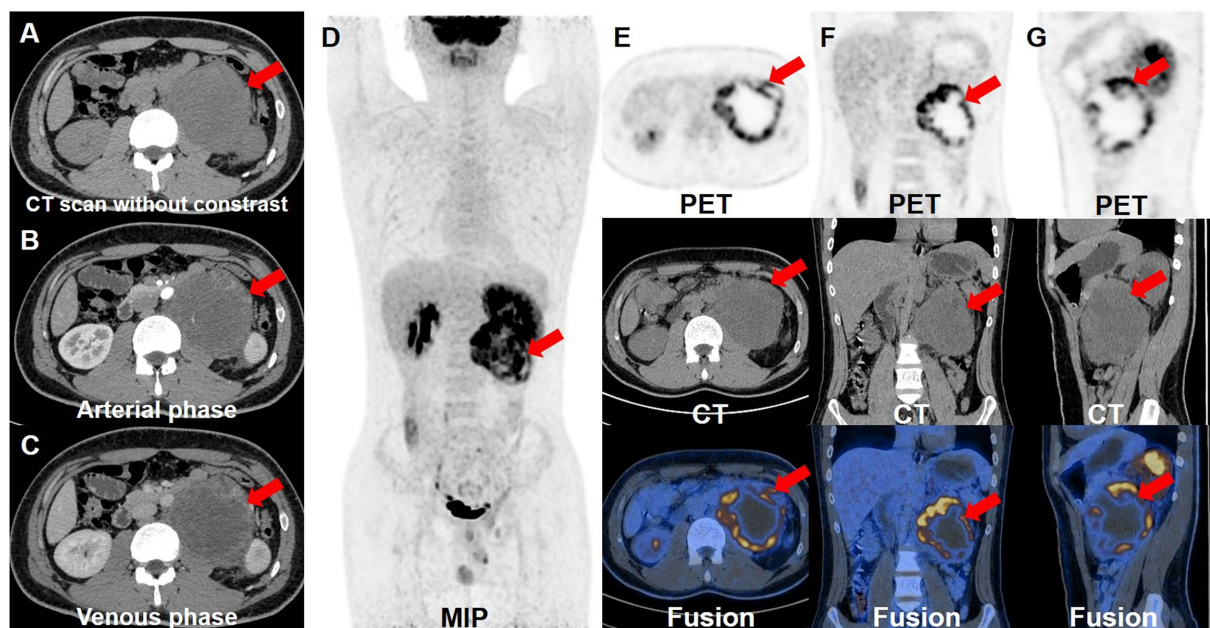 A
CT scan without constrast
B
Arterial phase
C
Venous phase
D
MIP
E
PET
F
PET
G
PET
CT
CT
CT
Fusion
Fusion
Fusion